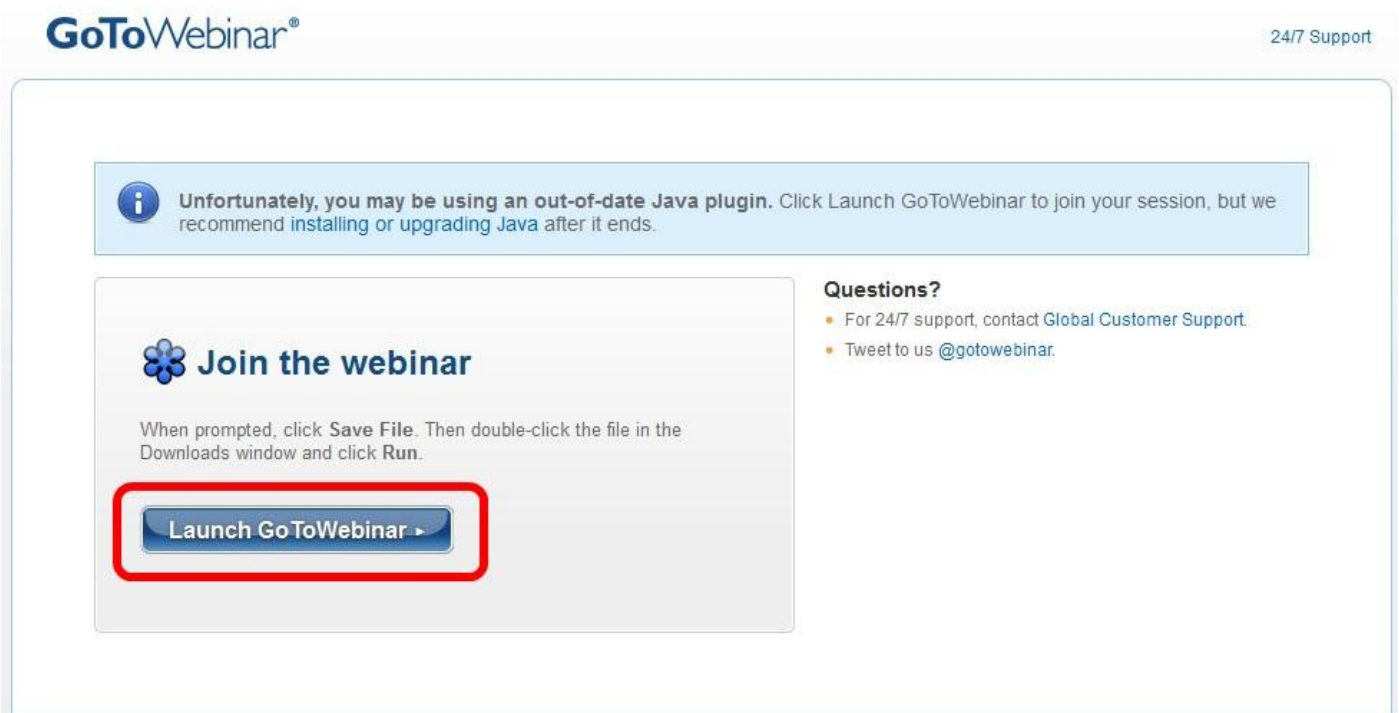 GoToWebinar®
24/7 Support
Unfortunately, you may be using an out-of-date Java plugin. Click Launch GoToWebinar to join your session, but we
recommend installing or upgrading Java after it ends.
Join the webinar
When prompted, click Save File. Then double-click the file in the
Downloads window and click Run.
Launch GoToWebinar
Questions?
• For 24/7 support, contact Global Customer Support.
• Tweet to us @gotowebinar.